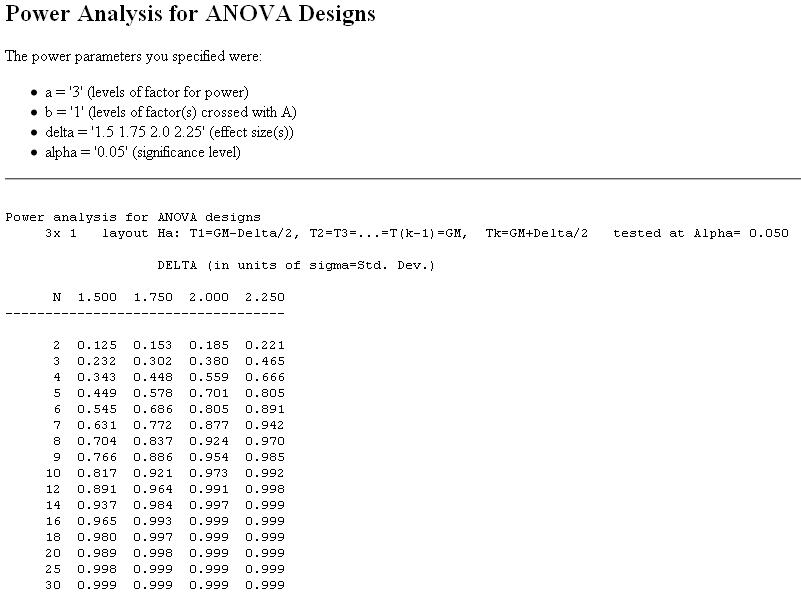 Power Analysis for ANOVA Designs
The power parameters you specified were:
• a = '3' (levels of factor for power)
• b = '1' (levels of factor(s) crossed with A)
• delta = '1.5 1.75 2.0 2.25' (effect size(s))
• alpha = '0.05' (significance level)
Power analysis for ANOVA designs
3x 1 layout Ha: T1=GM-Delta/2, T2=T3=...=T(k-1)=GM, Tk=GM+Delta/2 tested at Alpha= 0.050
DELTA (in units of sigma=Std. Dev.)
N 1.500 1.750 2.000 2.250
-----------------------------------
2 0.125 0.153 0.185 0.221
3 0.232 0.302 0.380 0.465
4 0.343 0.448 0.559 0.666
5 0.449 0.578 0.701 0.805
6 0.545 0.686 0.805 0.891
7 0.631 0.772 0.877 0.942
8 0.704 0.837 0.924 0.970
9 0.766 0.886 0.954 0.985
10 0.817 0.921 0.973 0.992
12 0.891 0.964 0.991 0.998
14 0.937 0.984 0.997 0.999
16 0.965 0.993 0.999 0.999
18 0.980 0.997 0.999 0.999
20 0.989 0.998 0.999 0.999
25 0.998 0.999 0.999 0.999
30 0.999 0.999 0.999 0.999